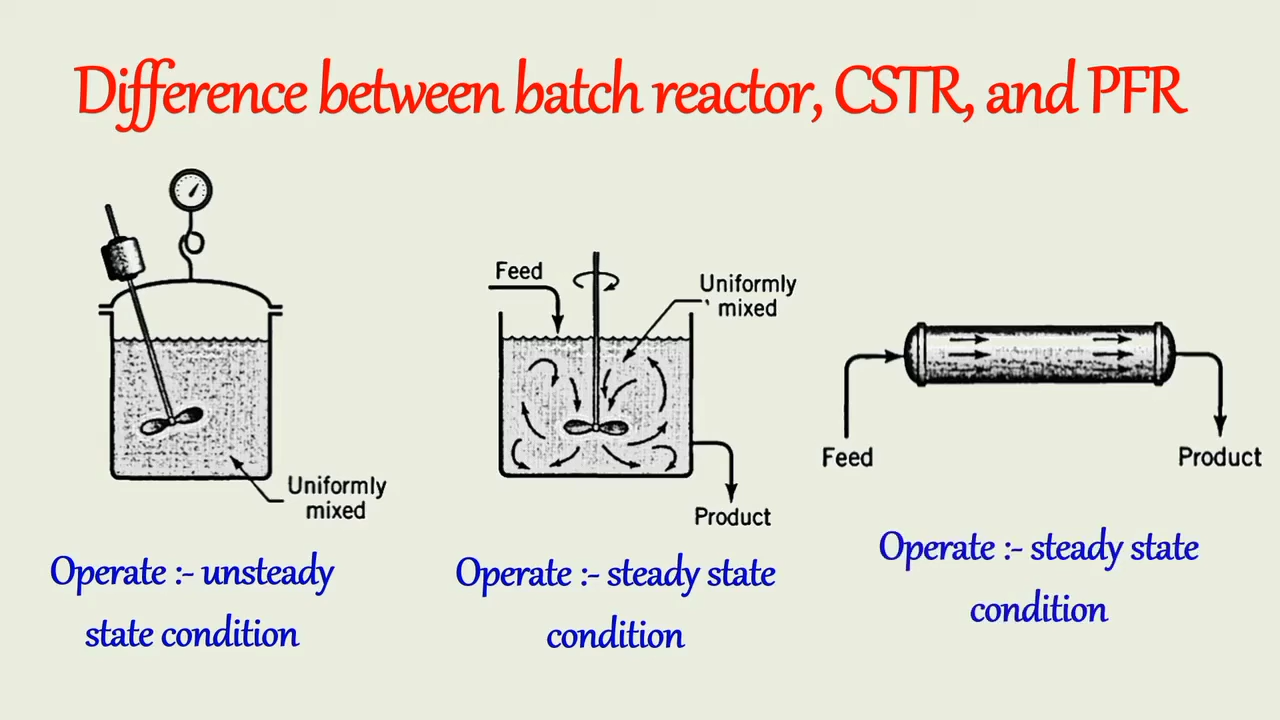 Difference between batch reactor, CSTR, and PFR
Uniformly
mixed
Operate :- unsteady
state condition
Feed
Uniformly
mixed
Product
Operate :- steady state
condition
Feed
Product
Operate :- steady state
condition